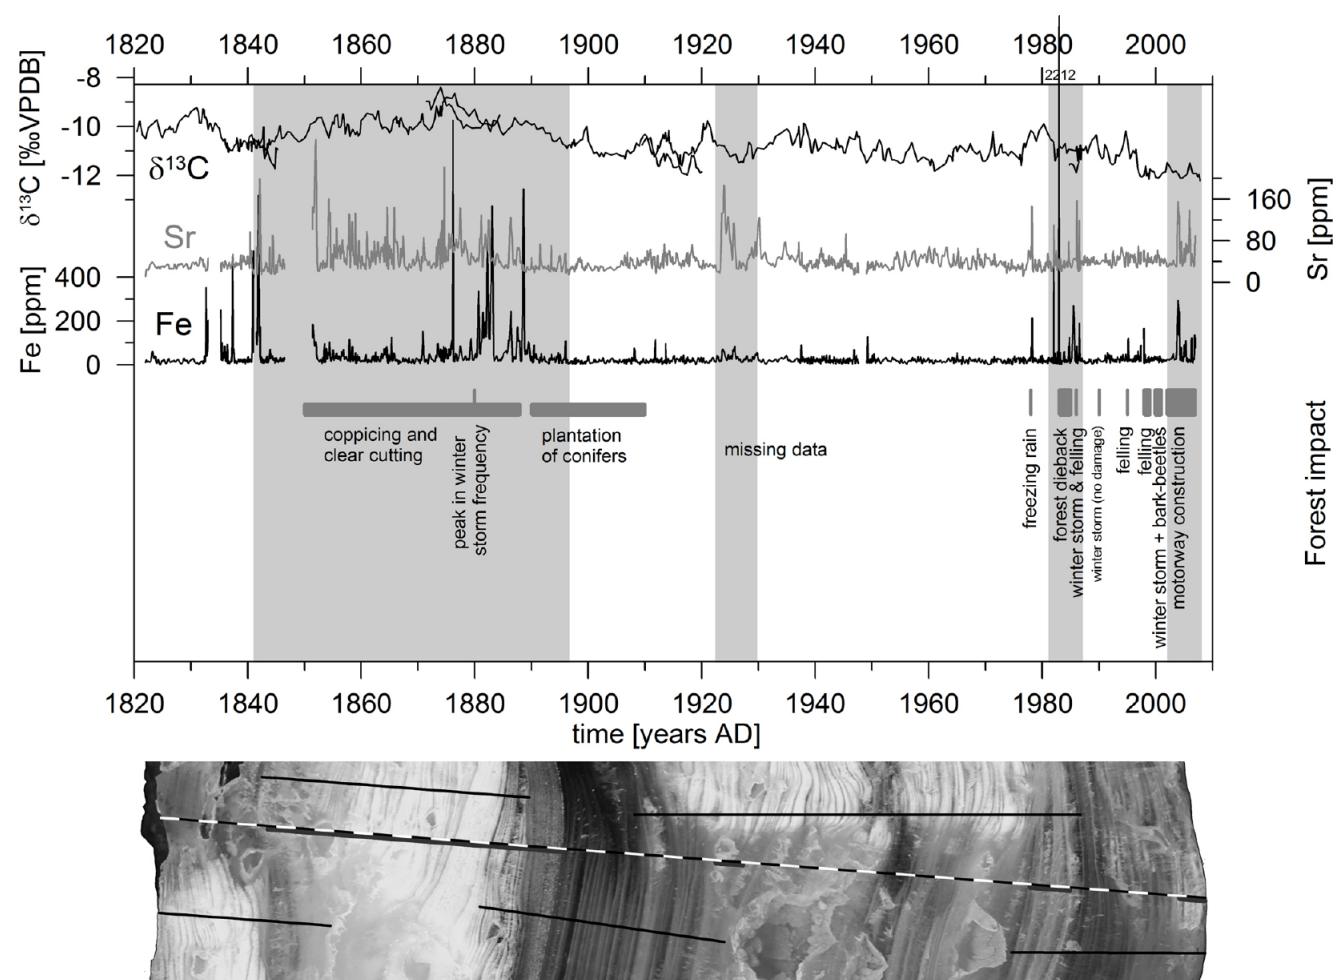 1820 1840 1860 1880 1900 1920 1940 1960 1980 2000
2212
δ¹³C [‰VPDB]
-8
-10
-12
δ¹³C
Sr
Sr [ppm]
160
80
0
Fe [ppm]
400
200
0
Fe
coppicing and
clear cutting
peak in winter
storm frequency
plantation
of conifers
missing data
freezing rain
forest dieback
winter storm & felling
winter storm (no damage)
felling
felling
winter storm + bark-beetles
motorway construction
Forest impact
1820 1840 1860 1880 1900 1920 1940 1960 1980 2000
time [years AD]